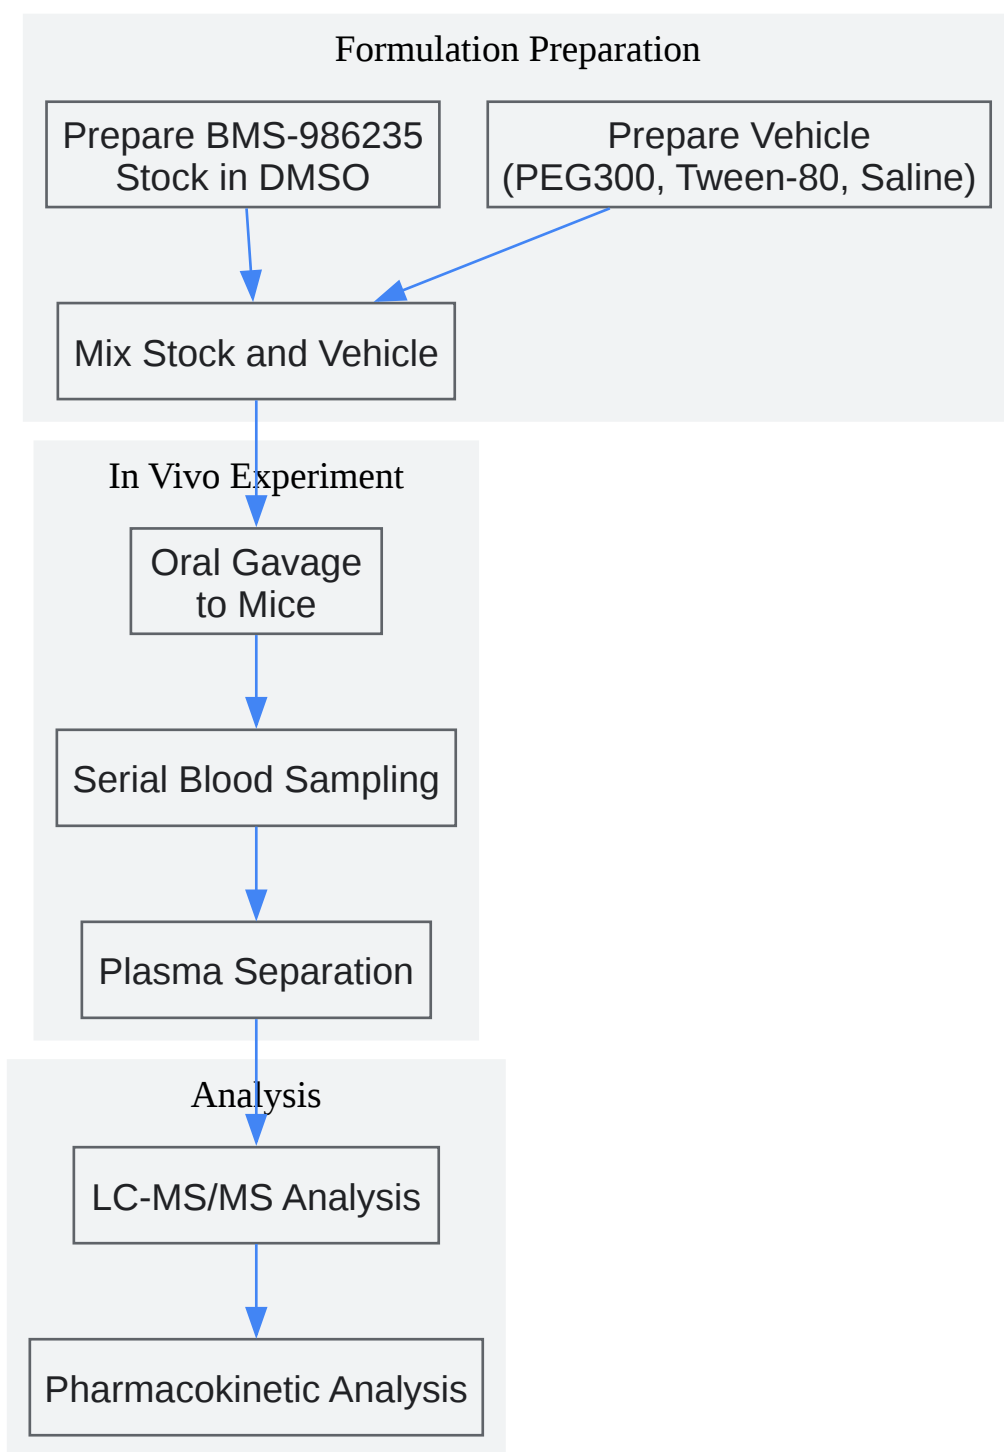 Formulation Preparation
Prepare BMS-986235
Stock in DMSO
Prepare Vehicle
(PEG300, Tween-80, Saline)
Mix Stock and Vehicle
In Vivo Experiment
Oral Gavage
to Mice
Serial Blood Sampling
Plasma Separation
Analysis
LC-MS/MS Analysis
Pharmacokinetic Analysis